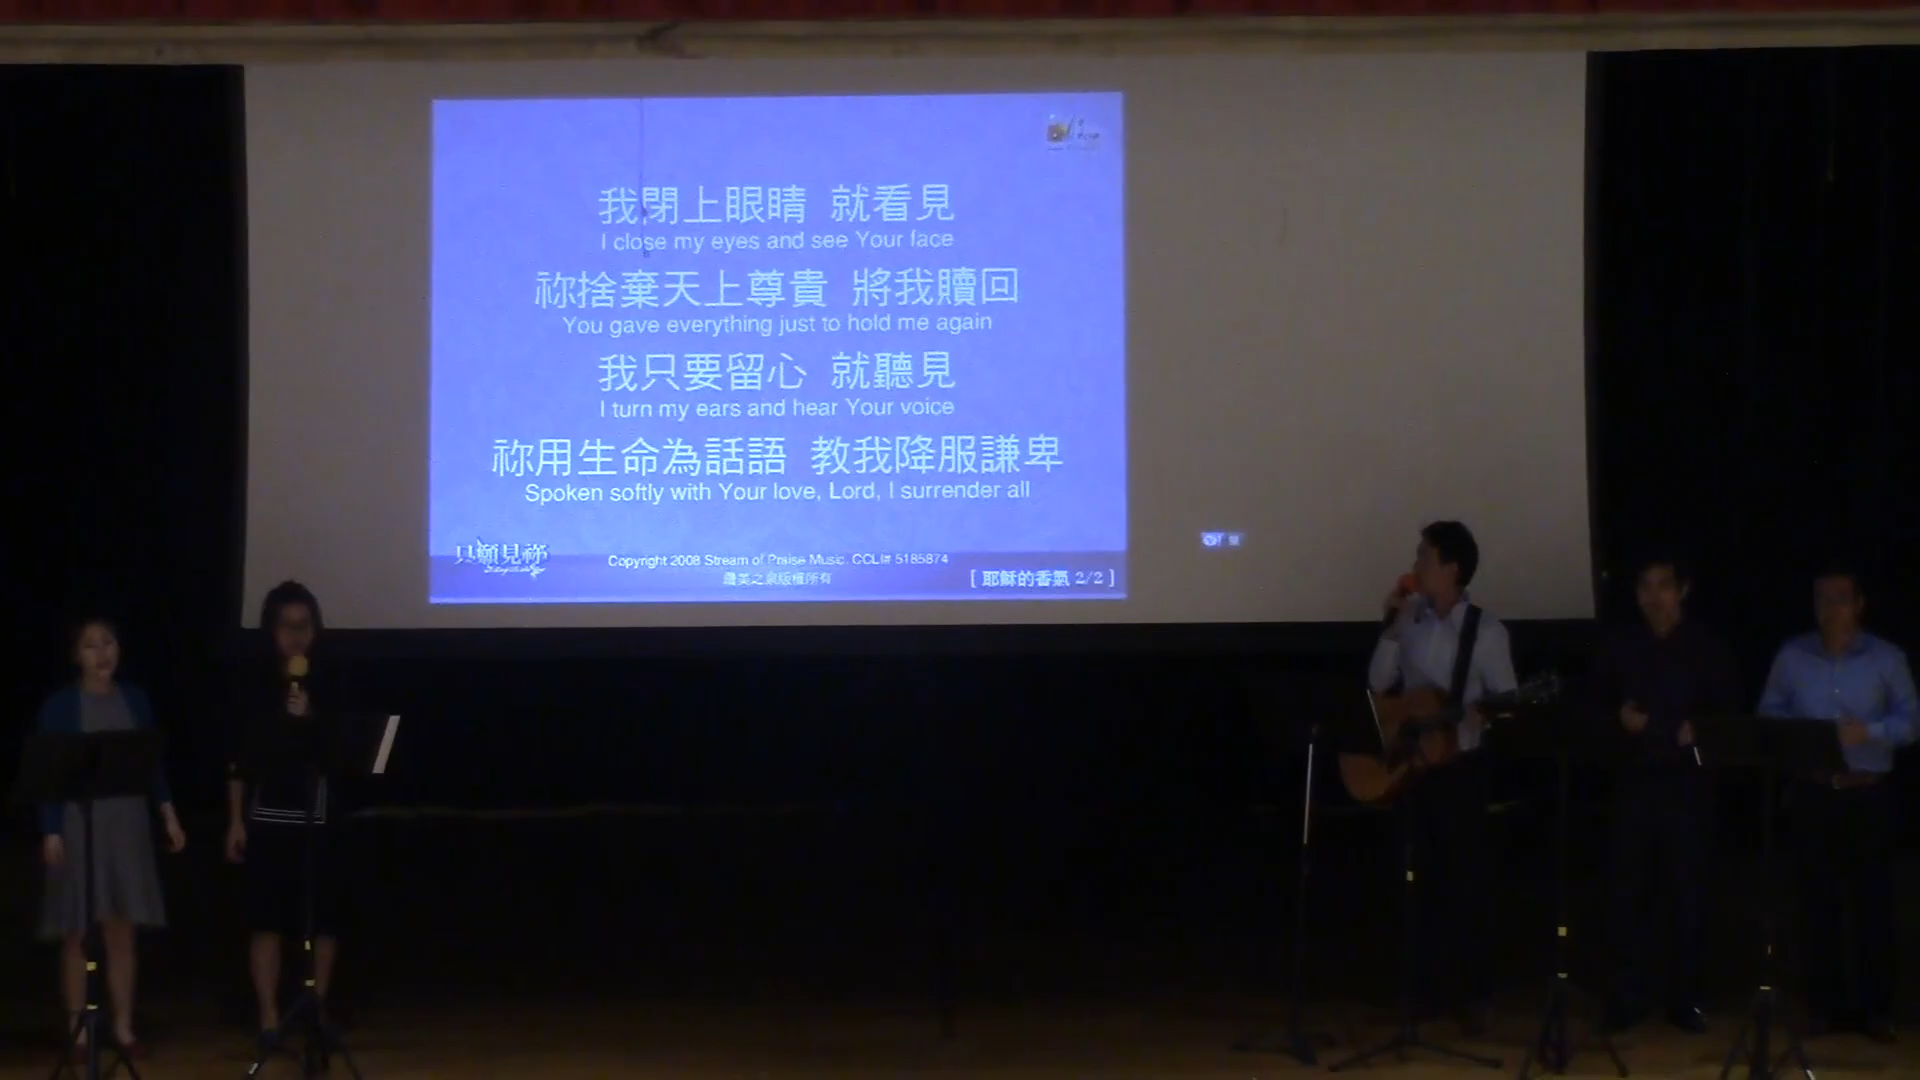 我閉上眼睛 就看見
I close my eyes and see Your face
祢捨棄天上尊貴 將我贖回
You gave everything just to hold me again
我只要留心 就聽見
I turn my ears and hear Your voice
祢用生命為話語 教我降服謙卑
Spoken softly with Your love, Lord, I surrender all
只願見祢
Copyright 2008 Stream of Praise Music. CCLI# 5185874
讚美之泉版權所有
[ 耶穌的香氣 2/2 ]